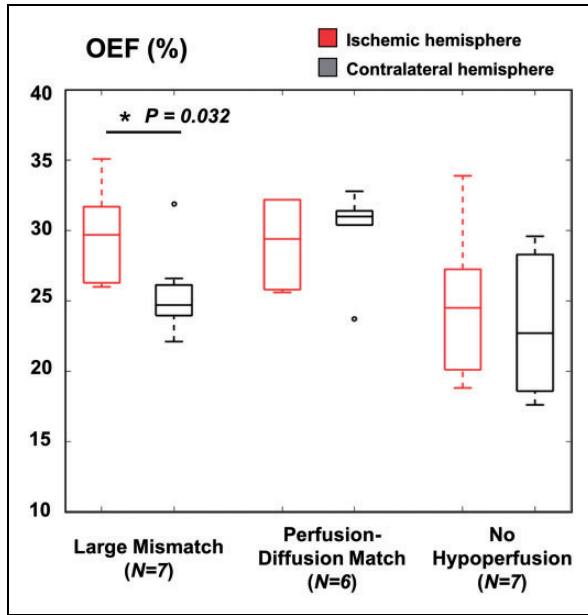 OEF (%)
Ischemic hemisphere
Contralateral hemisphere
40
35
30
25
20
15
10
* P = 0.032
Large Mismatch
(N=7)
Perfusion-
Diffusion Match
(N=6)
No
Hypoperfusion
(N=7)